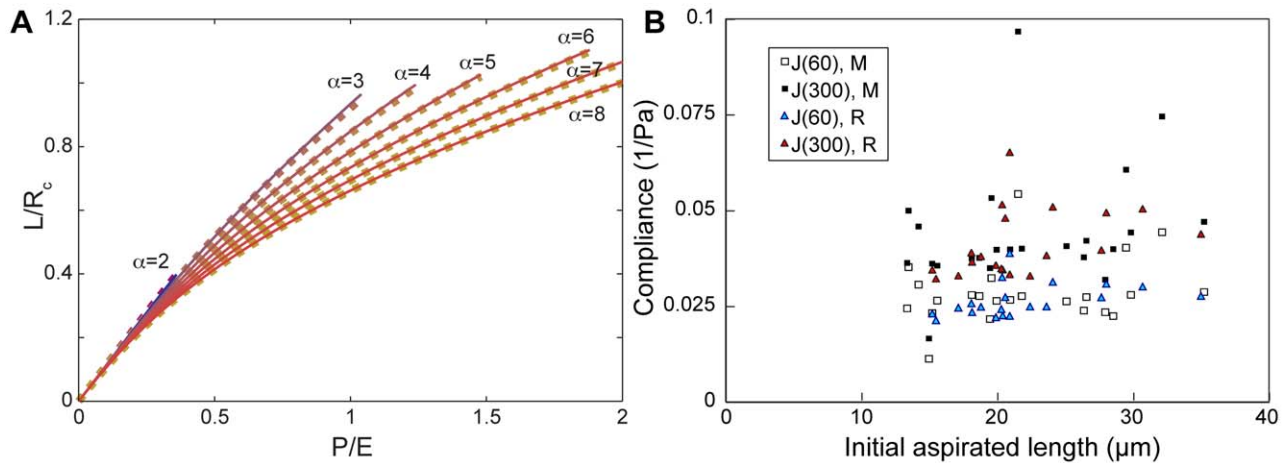 A
1.2
0.8
0.4
0
L/Rc
α=2
α=3
α=4
α=5
α=6
α=7
α=8
0
0.5
1
1.5
2
P/E
B
0.1
0.075
0.05
0.025
0
Compliance (1/Pa)
J(60), M
J(300), M
J(60), R
J(300), R
0
10
20
30
40
Initial aspirated length (µm)